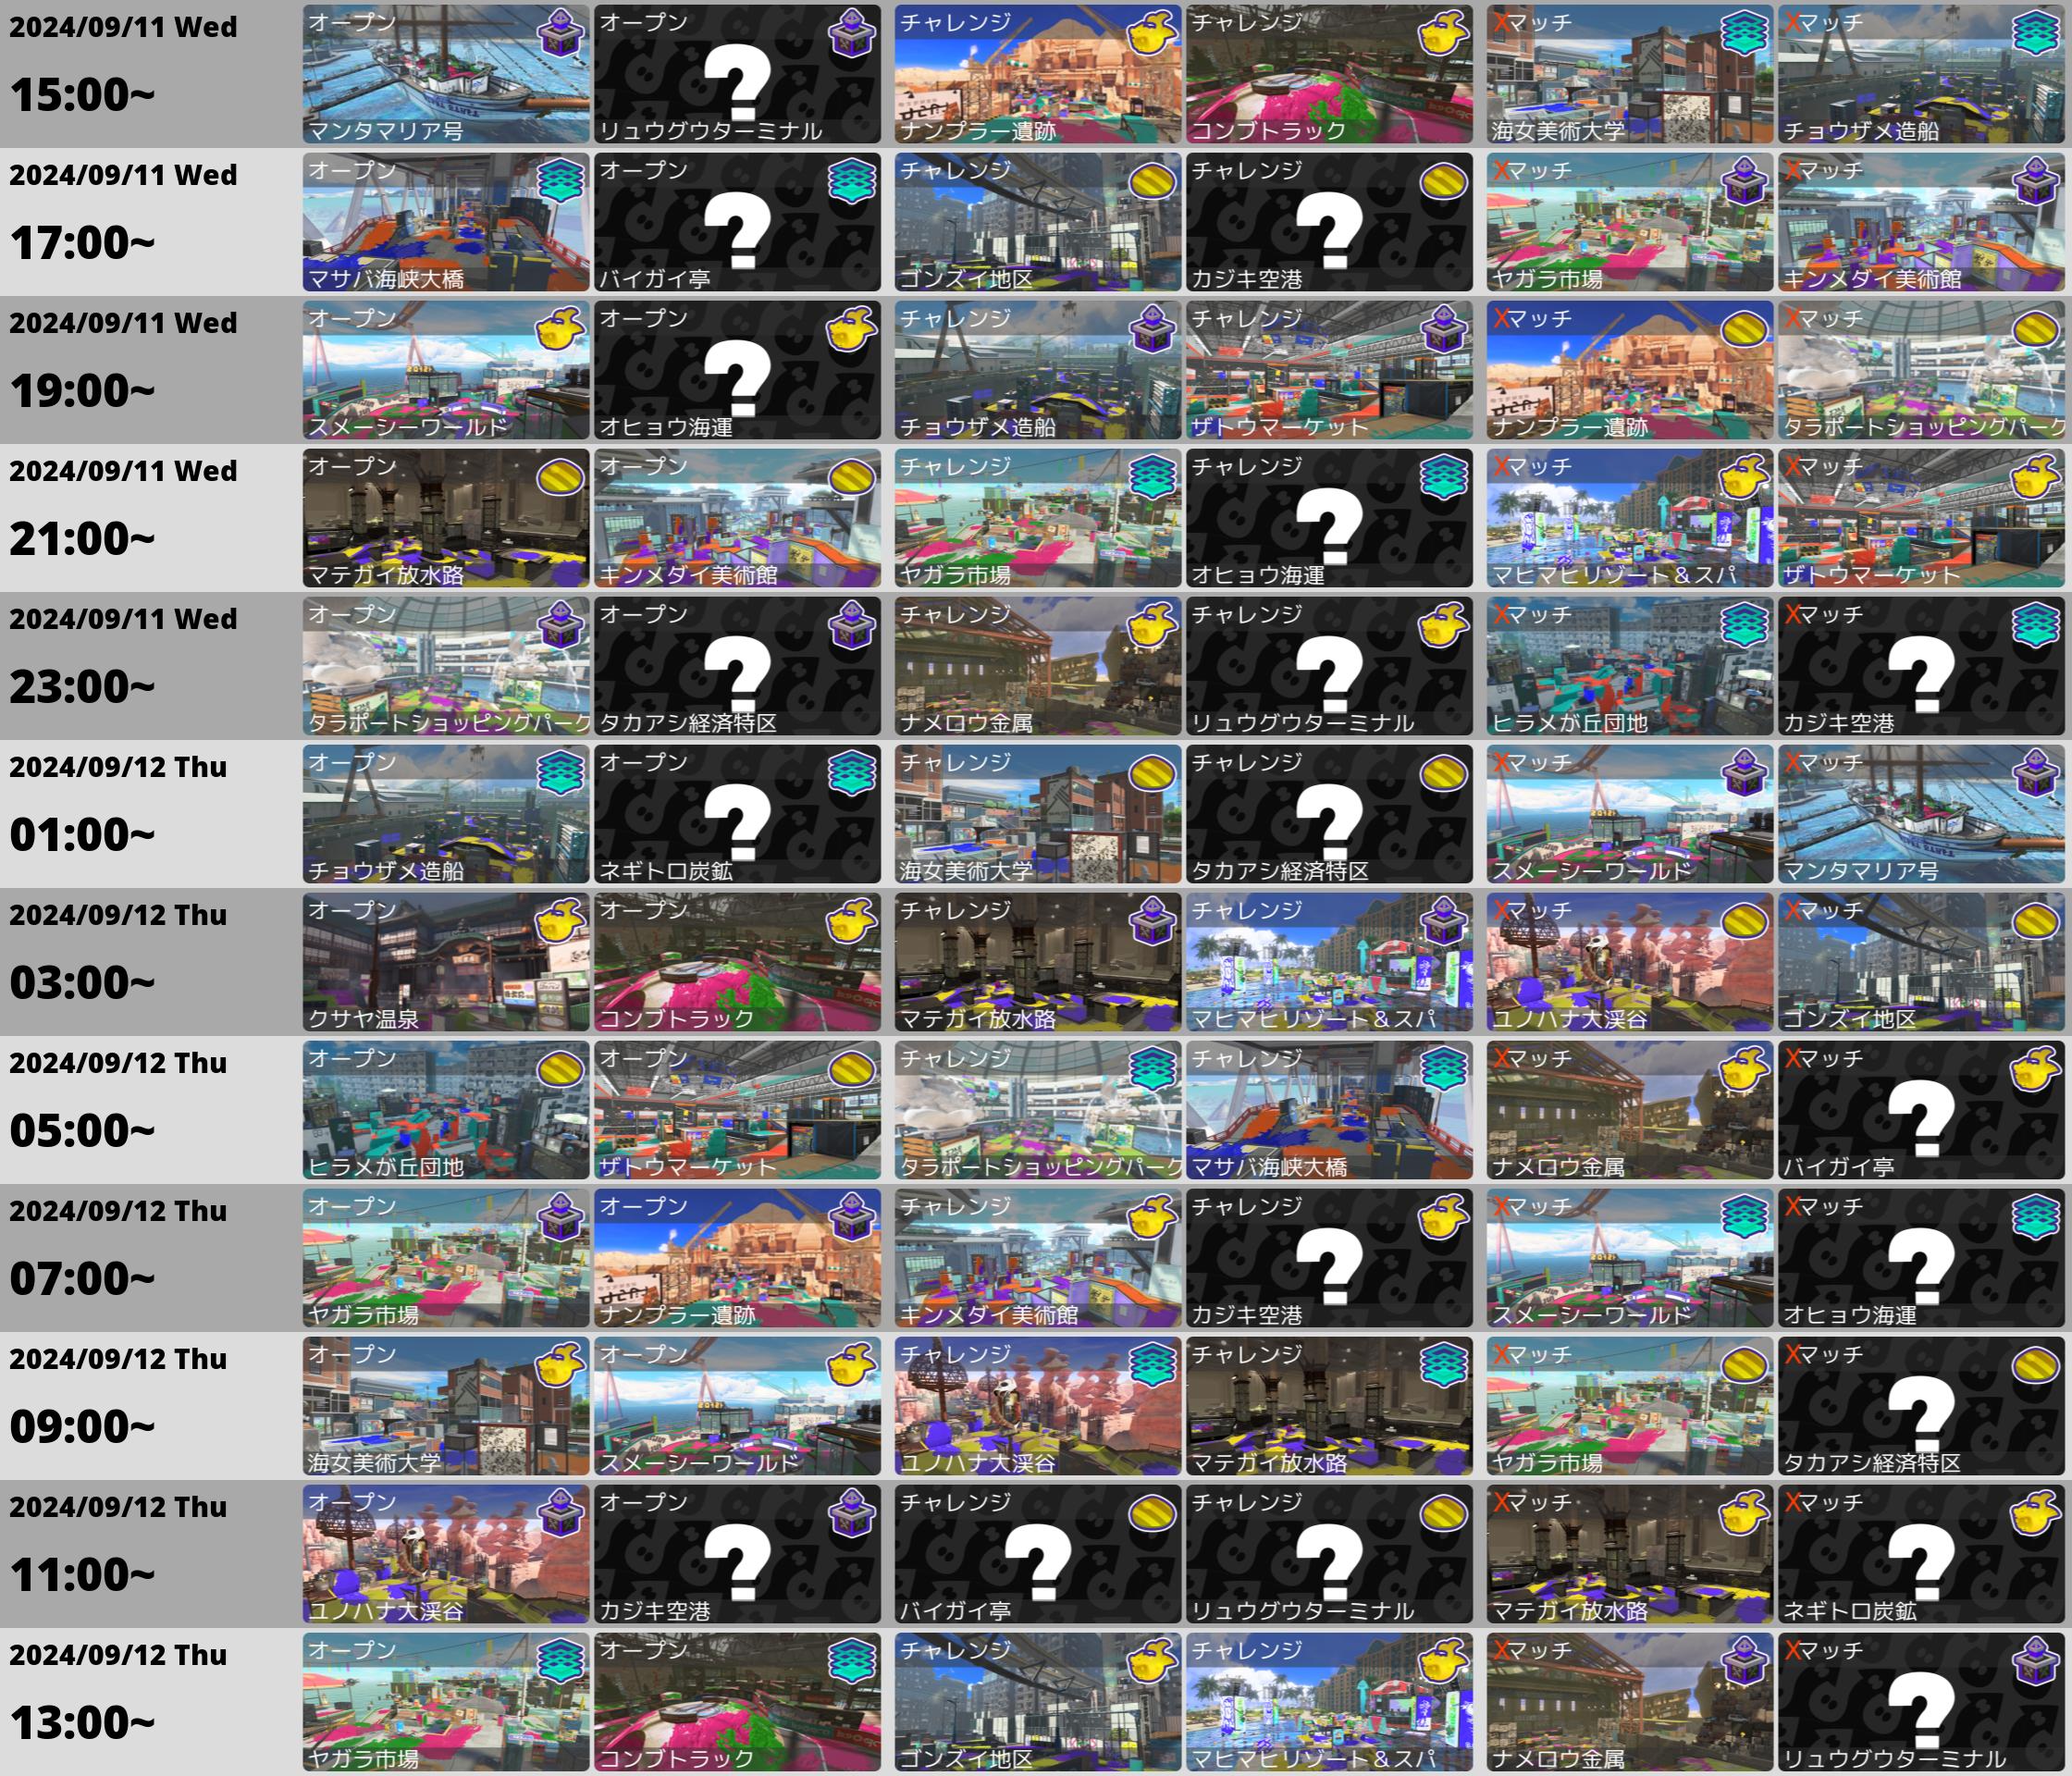 2024/09/11 Wed
15:00~
オープン
マンタマリア号
オープン
リュウグウターミナル
チャレンジ
ナンプラー遺跡
チャレンジ
コンブトラック
Xマッチ
海女美術大学
Xマッチ
チョウザメ造船
2024/09/11 Wed
17:00~
オープン
マサバ海峡大橋
オープン
バイガイ亭
チャレンジ
ゴンズイ地区
チャレンジ
カジキ空港
Xマッチ
ヤガラ市場
Xマッチ
キンメダイ美術館
2024/09/11 Wed
19:00~
オープン
スメーシーワールド
オープン
オヒョウ海運
チャレンジ
チョウザメ造船
チャレンジ
ザトウマーケット
Xマッチ
ナンプラー遺跡
Xマッチ
タラポートショッピングパーク
2024/09/11 Wed
21:00~
オープン
マテガイ放水路
オープン
キンメダイ美術館
チャレンジ
ヤガラ市場
チャレンジ
オヒョウ海運
Xマッチ
マヒマヒリゾート＆スパ
Xマッチ
ザトウマーケット
2024/09/11 Wed
23:00~
オープン
タラポートショッピングパーク
オープン
タカアシ経済特区
チャレンジ
ナメロウ金属
チャレンジ
リュウグウターミナル
Xマッチ
ヒラメが丘団地
Xマッチ
カジキ空港
2024/09/12 Thu
01:00~
オープン
チョウザメ造船
オープン
ネギトロ炭鉱
チャレンジ
海女美術大学
チャレンジ
タカアシ経済特区
Xマッチ
スメーシーワールド
Xマッチ
マンタマリア号
2024/09/12 Thu
03:00~
オープン
クサヤ温泉
オープン
コンブトラック
チャレンジ
マテガイ放水路
チャレンジ
マヒマヒリゾート＆スパ
Xマッチ
ユノハナ大渓谷
Xマッチ
ゴンズイ地区
2024/09/12 Thu
05:00~
オープン
ヒラメが丘団地
オープン
ザトウマーケット
チャレンジ
タラポートショッピングパーク
チャレンジ
マサバ海峡大橋
Xマッチ
ナメロウ金属
Xマッチ
バイガイ亭
2024/09/12 Thu
07:00~
オープン
ヤガラ市場
オープン
ナンプラー遺跡
チャレンジ
キンメダイ美術館
チャレンジ
カジキ空港
Xマッチ
スメーシーワールド
Xマッチ
オヒョウ海運
2024/09/12 Thu
09:00~
オープン
海女美術大学
オープン
スメーシーワールド
チャレンジ
ユノハナ大渓谷
チャレンジ
マテガイ放水路
Xマッチ
ヤガラ市場
Xマッチ
タカアシ経済特区
2024/09/12 Thu
11:00~
オープン
ユノハナ大渓谷
オープン
カジキ空港
チャレンジ
バイガイ亭
チャレンジ
リュウグウターミナル
Xマッチ
マテガイ放水路
Xマッチ
ネギトロ炭鉱
2024/09/12 Thu
13:00~
オープン
ヤガラ市場
オープン
コンブトラック
チャレンジ
ゴンズイ地区
チャレンジ
マヒマヒリゾート＆スパ
Xマッチ
ナメロウ金属
Xマッチ
リュウグウターミナル